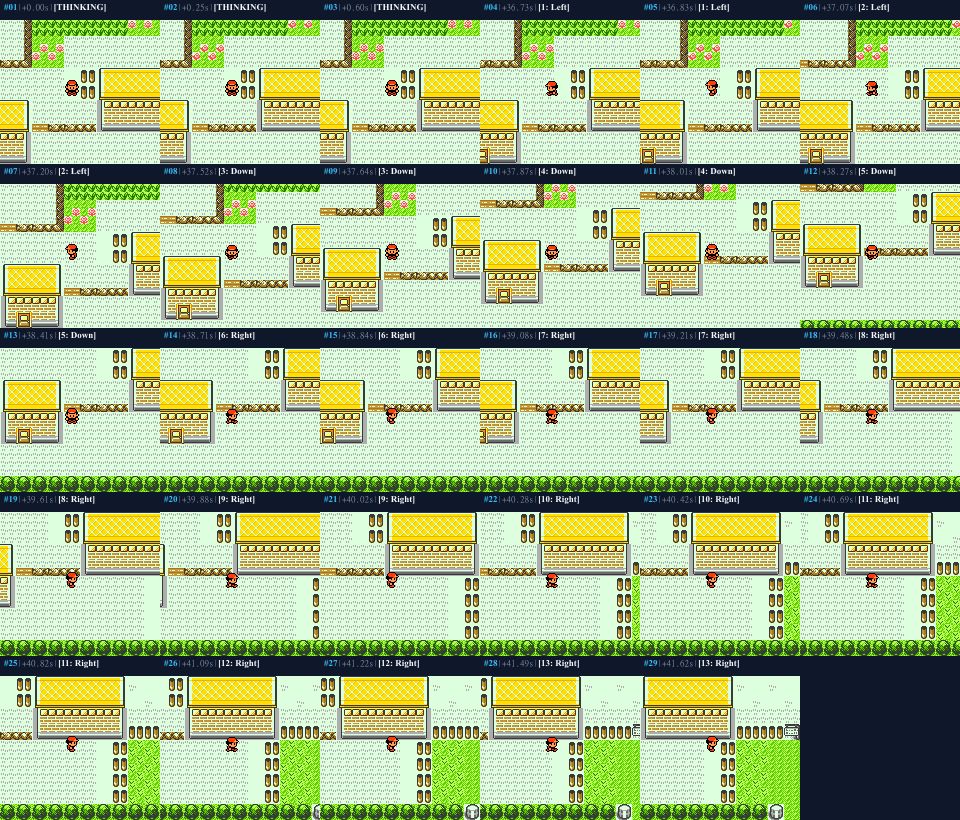 #01|+0.00s|[THINKING]
#02|+0.25s|[THINKING]
#03|+0.60s|[THINKING]
#04|+36.73s|[1: Left]
#05|+36.83s|[1: Left]
#06|+37.07s|[2: Left]
#07|+37.20s|[2: Left]
#08|+37.52s|[3: Down]
#09|+37.64s|[3: Down]
#10|+37.87s|[4: Down]
#11|+38.01s|[4: Down]
#12|+38.27s|[5: Down]
#13|+38.41s|[5: Down]
#14|+38.71s|[6: Right]
#15|+38.84s|[6: Right]
#16|+39.08s|[7: Right]
#17|+39.21s|[7: Right]
#18|+39.48s|[8: Right]
#19|+39.61s|[8: Right]
#20|+39.88s|[9: Right]
#21|+40.02s|[9: Right]
#22|+40.28s|[10: Right]
#23|+40.42s|[10: Right]
#24|+40.69s|[11: Right]
#25|+40.82s|[11: Right]
#26|+41.09s|[12: Right]
#27|+41.22s|[12: Right]
#28|+41.49s|[13: Right]
#29|+41.62s|[13: Right]